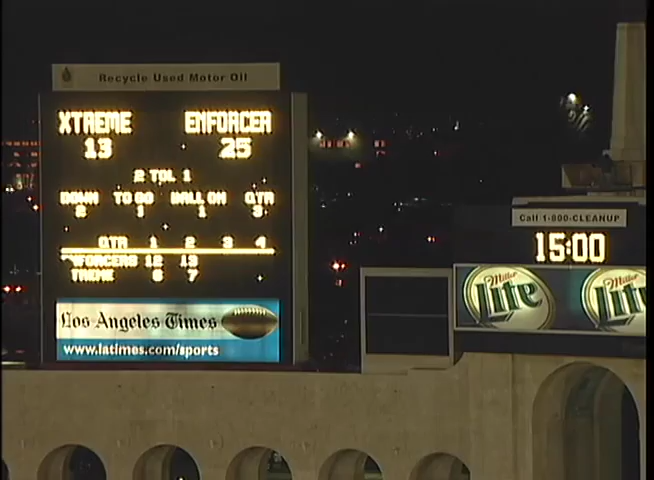 Recycle Used Motor Oil
XTREME ENFORCER
13 25
2 TOL 1
DOWN TO GO BALL ON QTR
2 1 1 3
QTR 1 2 3 4
ENFORCERS 12 13
TREME 6 7
Los Angeles Times
www.latimes.com/sports
Call 1-800-CLEANUP
15:00
Miller Lite
Miller Lite